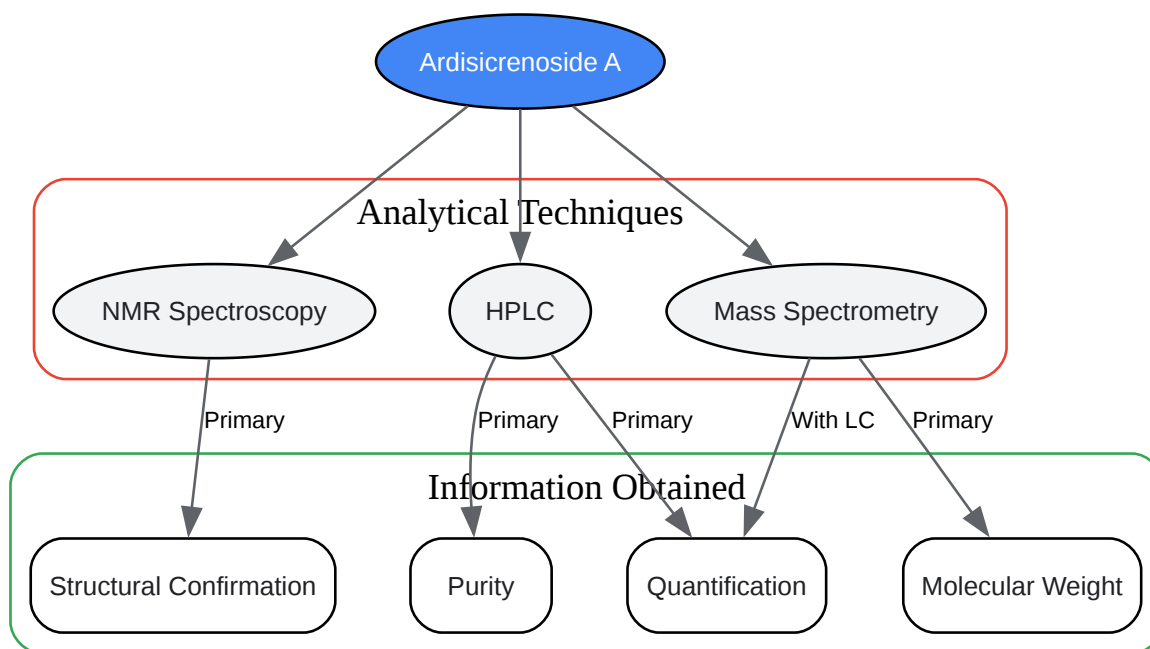 Ardisicrenoside A
Analytical Techniques
NMR Spectroscopy
HPLC
Mass Spectrometry
Primary
Primary
Primary
With LC
Primary
Information Obtained
Structural Confirmation
Purity
Quantification
Molecular Weight